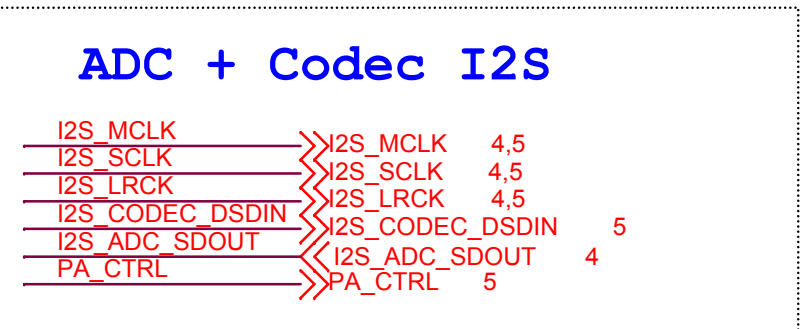 ADC + Codec I2S
I2S_MCLK
I2S_MCLK 4,5
I2S_SCLK
I2S_SCLK 4,5
I2S_LRCK
I2S_LRCK 4,5
I2S_CODEC_DSDIN
I2S_CODEC_DSDIN 5
I2S_ADC_SDOUT
I2S_ADC_SDOUT 4
PA_CTRL
PA_CTRL 5